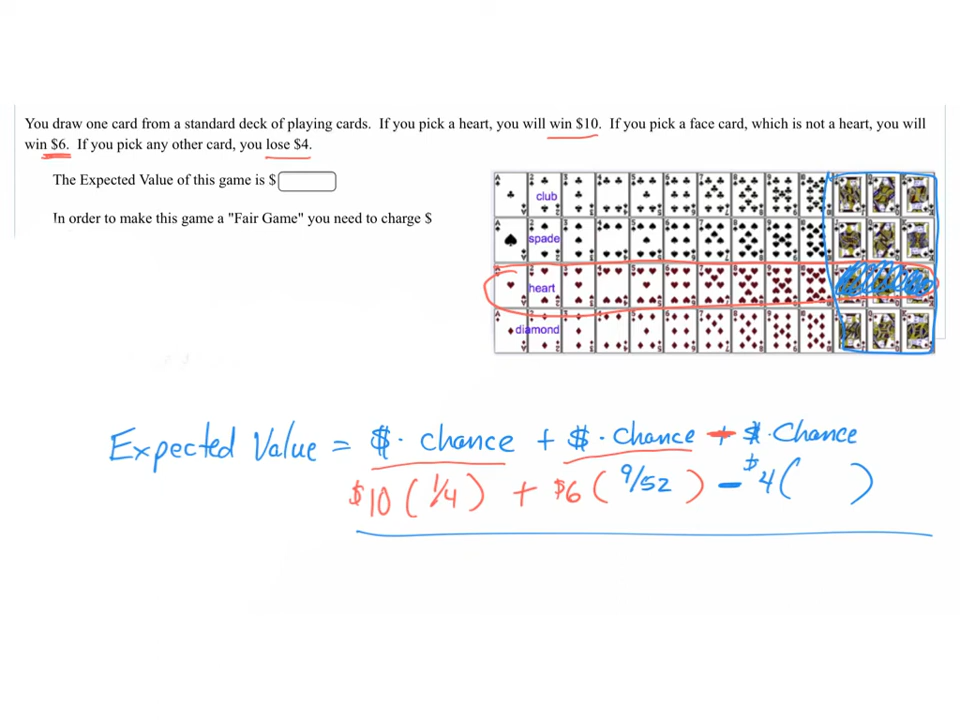 You draw one card from a standard deck of playing cards. If you pick a heart, you will win $10. If you pick a face card, which is not a heart, you will
win $6. If you pick any other card, you lose $4.
The Expected Value of this game is $
In order to make this game a "Fair Game" you need to charge $
club
spade
heart
diamond
Expected Value = $ · chance + $ · chance + $ · Chance
$10 (1/4) + $6 (9/52) - $4( )